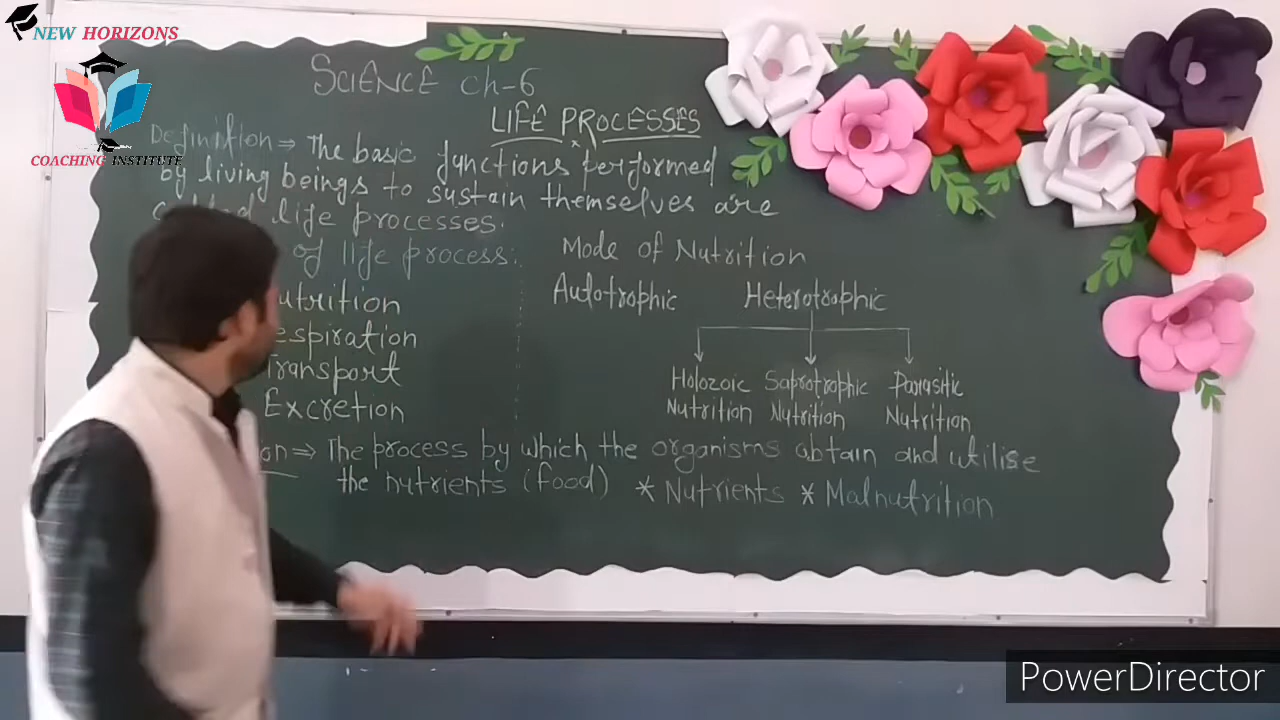 NEW HORIZONS
COACHING INSTITUTE
SCIENCE Ch-6
LIFE PROCESSES
Definition ⇒ The basic functions performed
by living beings to sustain themselves are
life processes.
of life process:
Nutrition
Respiration
Transport
Excretion
Mode of Nutrition
Autotrophic Heterotrophic
Holozoic Nutrition
Saprotrophic Nutrition
Parasitic Nutrition
⇒ The process by which the organisms obtain and utilise
the nutrients (food) * Nutrients * Malnutrition
PowerDirector